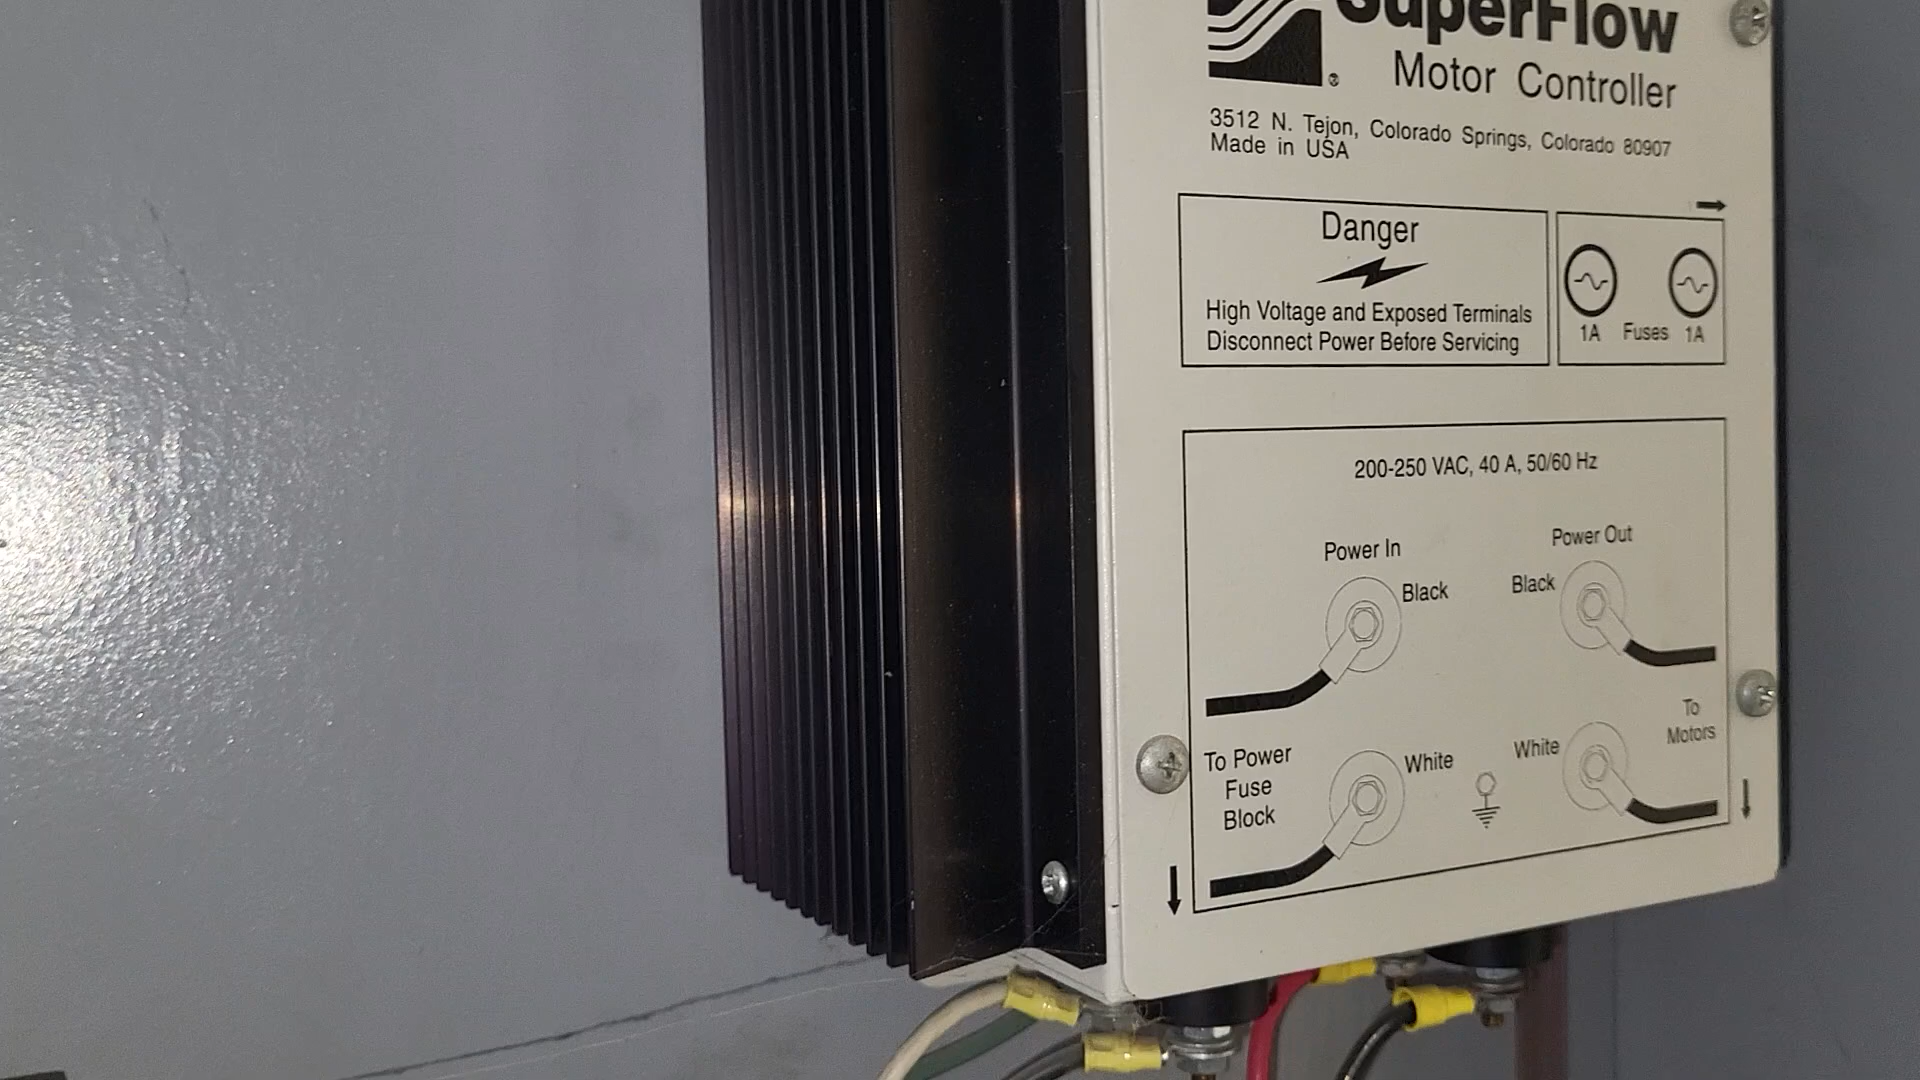 SuperFlow
®
Motor Controller
3512 N. Tejon, Colorado Springs, Colorado 80907
Made in USA
Danger
High Voltage and Exposed Terminals
Disconnect Power Before Servicing
1A Fuses 1A
200-250 VAC, 40 A, 50/60 Hz
Power In
Power Out
Black
Black
To Power
Fuse
Block
White
White
To
Motors